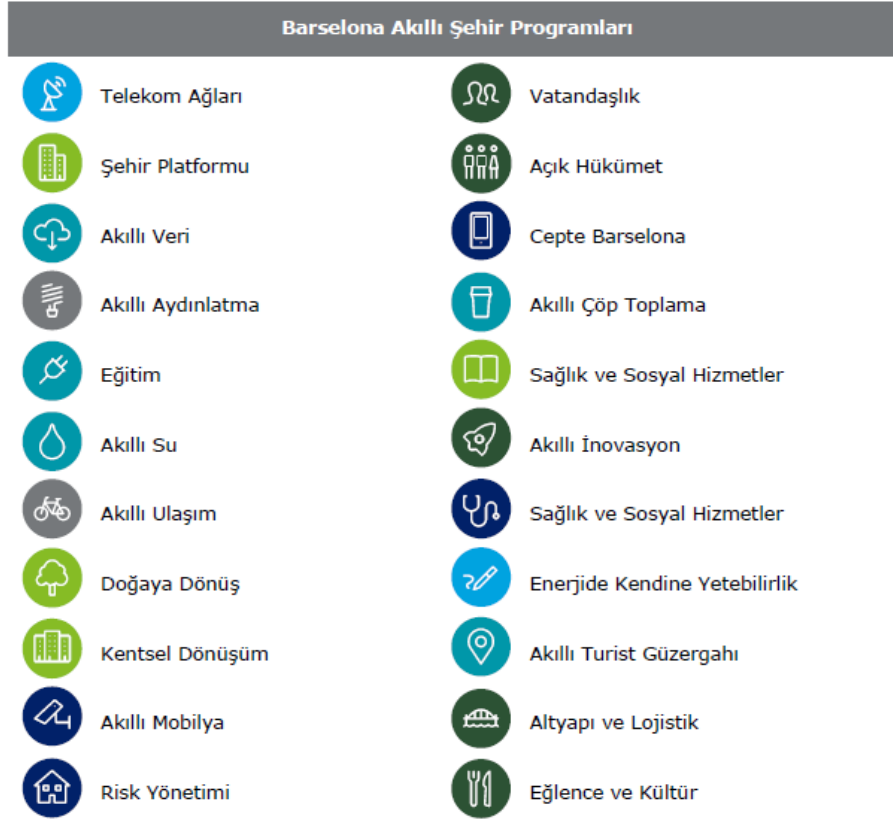 Barselona Akıllı Şehir Programları
Telekom Ağları
Vatandaşlık
Şehir Platformu
Açık Hükümet
Akıllı Veri
Cepte Barselona
Akıllı Aydınlatma
Akıllı Çöp Toplama
Eğitim
Sağlık ve Sosyal Hizmetler
Akıllı Su
Akıllı İnovasyon
Akıllı Ulaşım
Sağlık ve Sosyal Hizmetler
Doğaya Dönüş
Enerjide Kendine Yetebilirlik
Kentsel Dönüşüm
Akıllı Turist Güzergahı
Akıllı Mobilya
Altyapı ve Lojistik
Risk Yönetimi
Eğlence ve Kültür